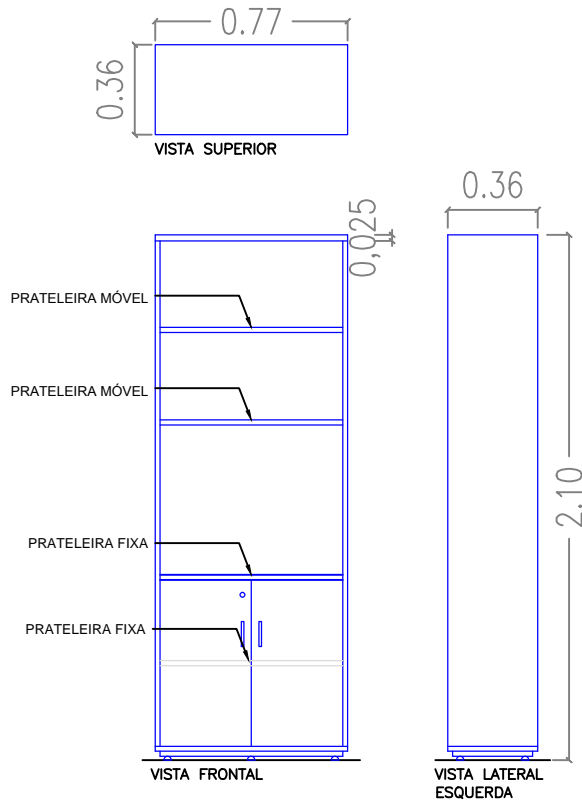 0.77
0.36
VISTA SUPERIOR
0.36
0,025
PRATELEIRA MÓVEL
PRATELEIRA MÓVEL
2.10
PRATELEIRA FIXA
PRATELEIRA FIXA
VISTA FRONTAL
VISTA LATERAL
ESQUERDA